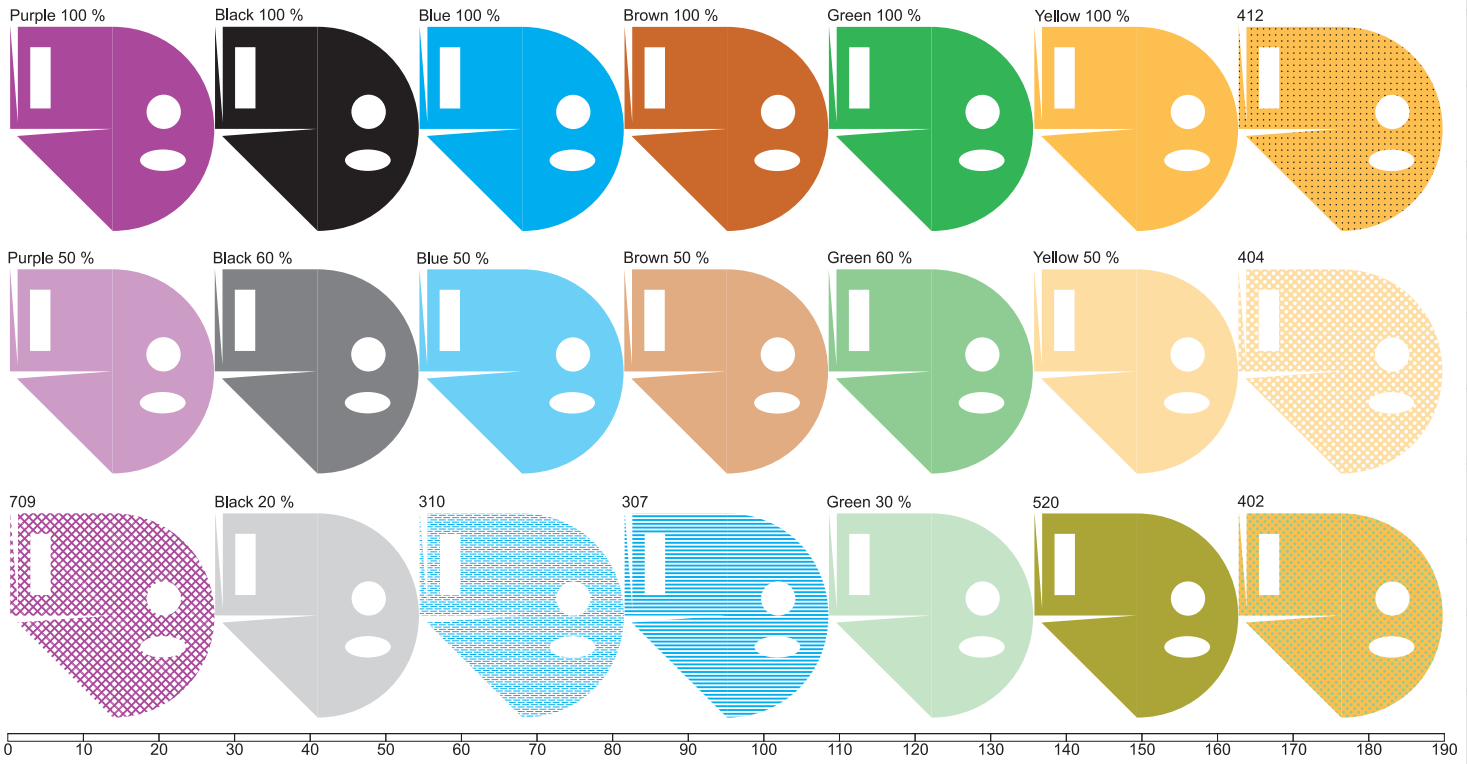 Purple 100 % Black 100 % Blue 100 % Brown 100 % Green 100 % Yellow 100 % 412
Purple 50 % Black 60 % Blue 50 % Brown 50 % Green 60 % Yellow 50 % 404
709 Black 20 % 310 307 Green 30 % 520 402
0 10 20 30 40 50 60 70 80 90 100 110 120 130 140 150 160 170 180 190